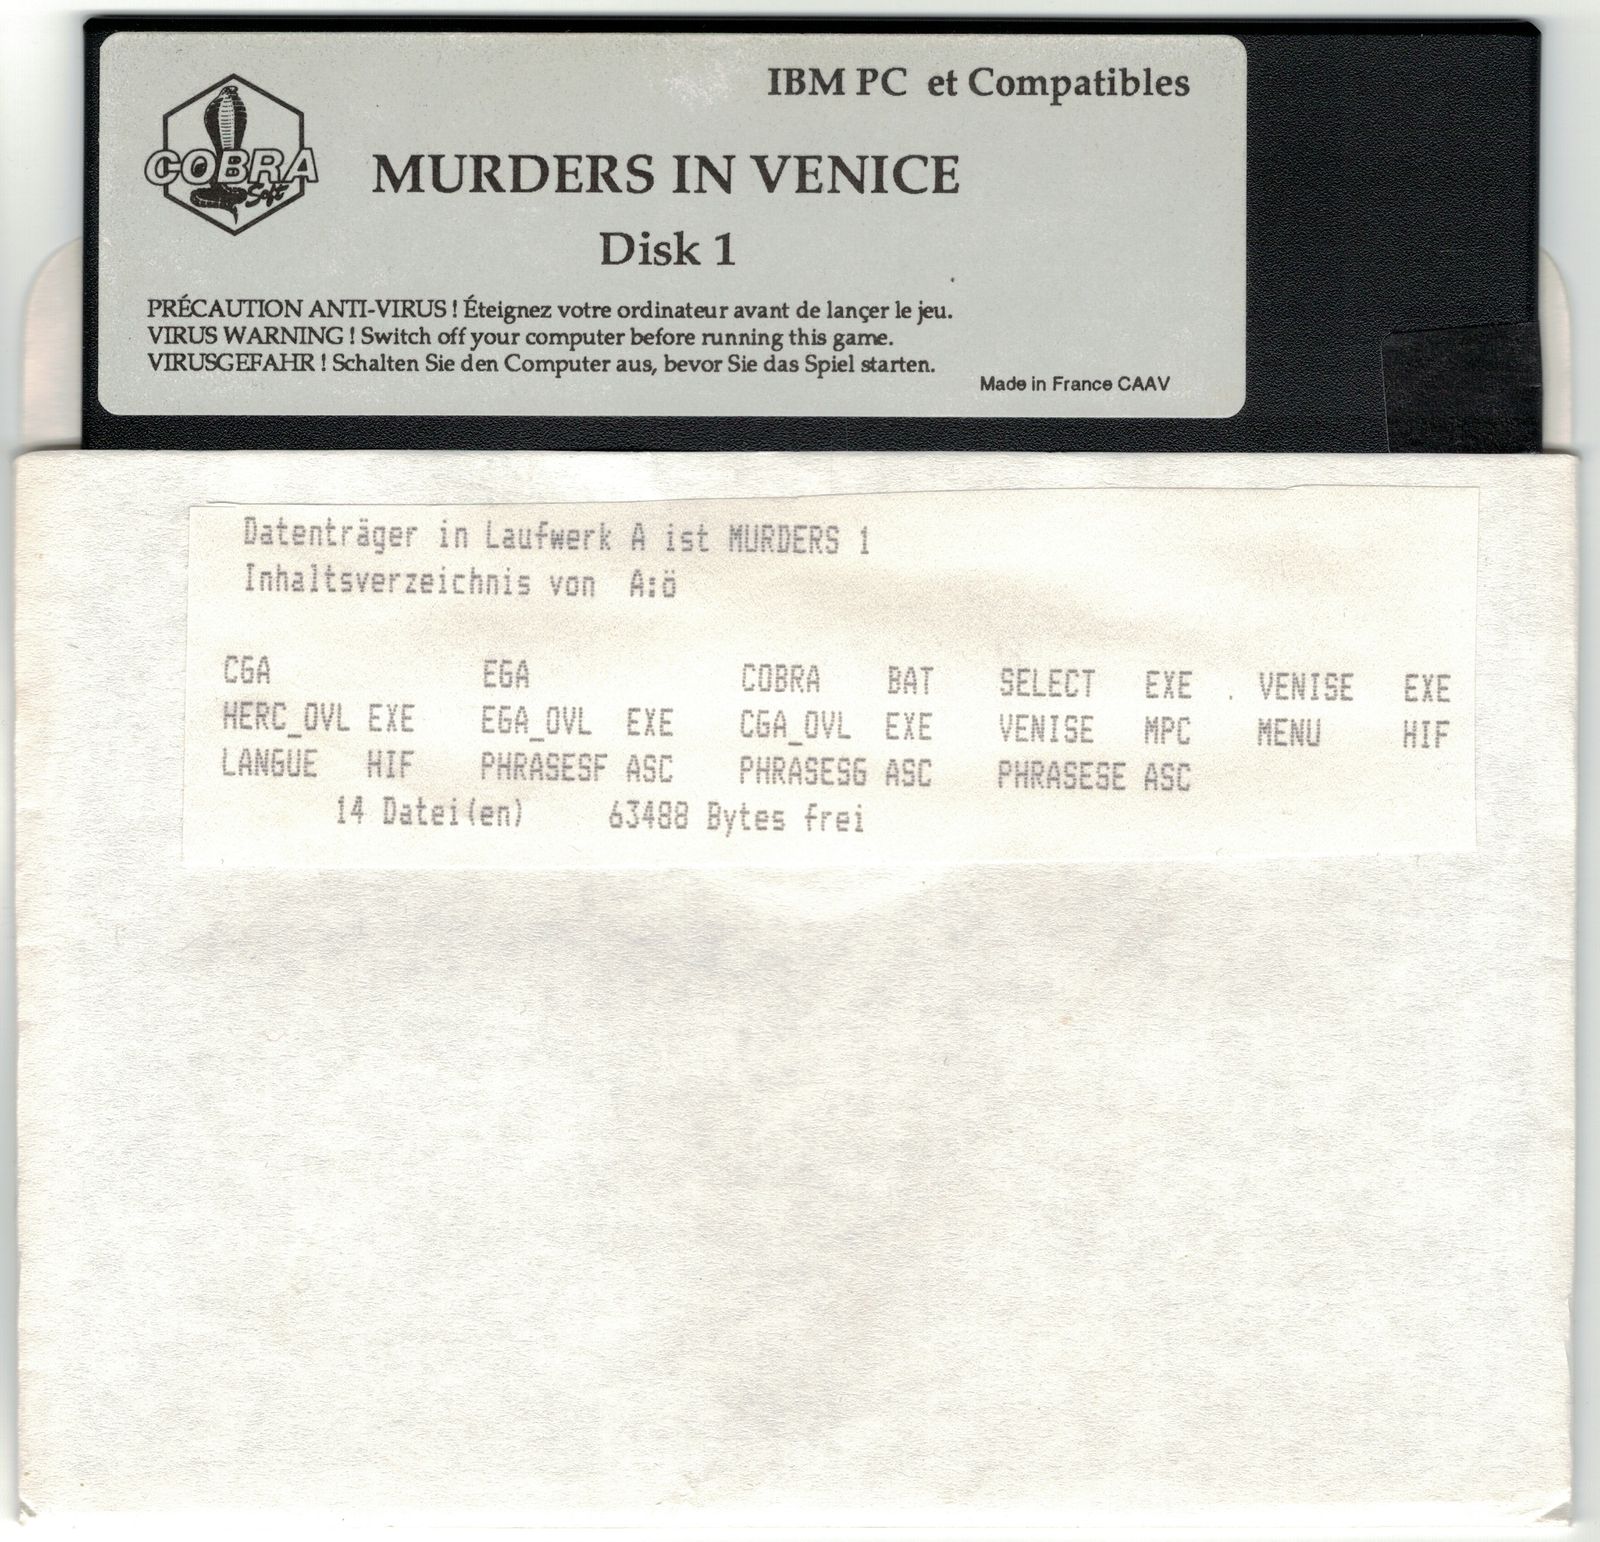 IBM PC et Compatibles
COBRA
Soft
MURDERS IN VENICE
Disk 1
PRÉCAUTION ANTI-VIRUS ! Éteignez votre ordinateur avant de lançer le jeu.
VIRUS WARNING ! Switch off your computer before running this game.
VIRUSGEFAHR ! Schalten Sie den Computer aus, bevor Sie das Spiel starten.
Made in France CAAV
Datenträger in Laufwerk A ist MURDERS 1
Inhaltsverzeichnis von A:ö
CGA EGA COBRA BAT SELECT EXE VENISE EXE
HERC_OVL EXE EGA_OVL EXE CGA_OVL EXE VENISE MPC MENU HIF
LANGUE HIF PHRASESF ASC PHRASESG ASC PHRASESE ASC
14 Datei(en) 63488 Bytes frei